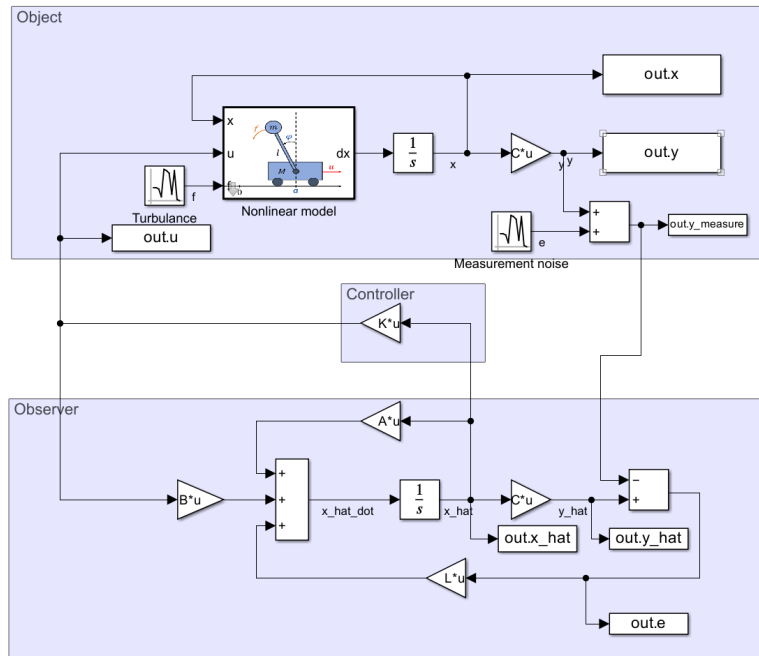 Object
out.x
x
u
f
m
φ
l
M
u
a
dx
1
s
x
C*u
y
y
out.y
f
Turbulance
Nonlinear model
out.u
e
Measurement noise
+
+
out.y_measure
Controller
K*u
Observer
A*u
B*u
+
+
+
x_hat_dot
1
s
x_hat
C*u
y_hat
−
+
out.x_hat
out.y_hat
L*u
out.e